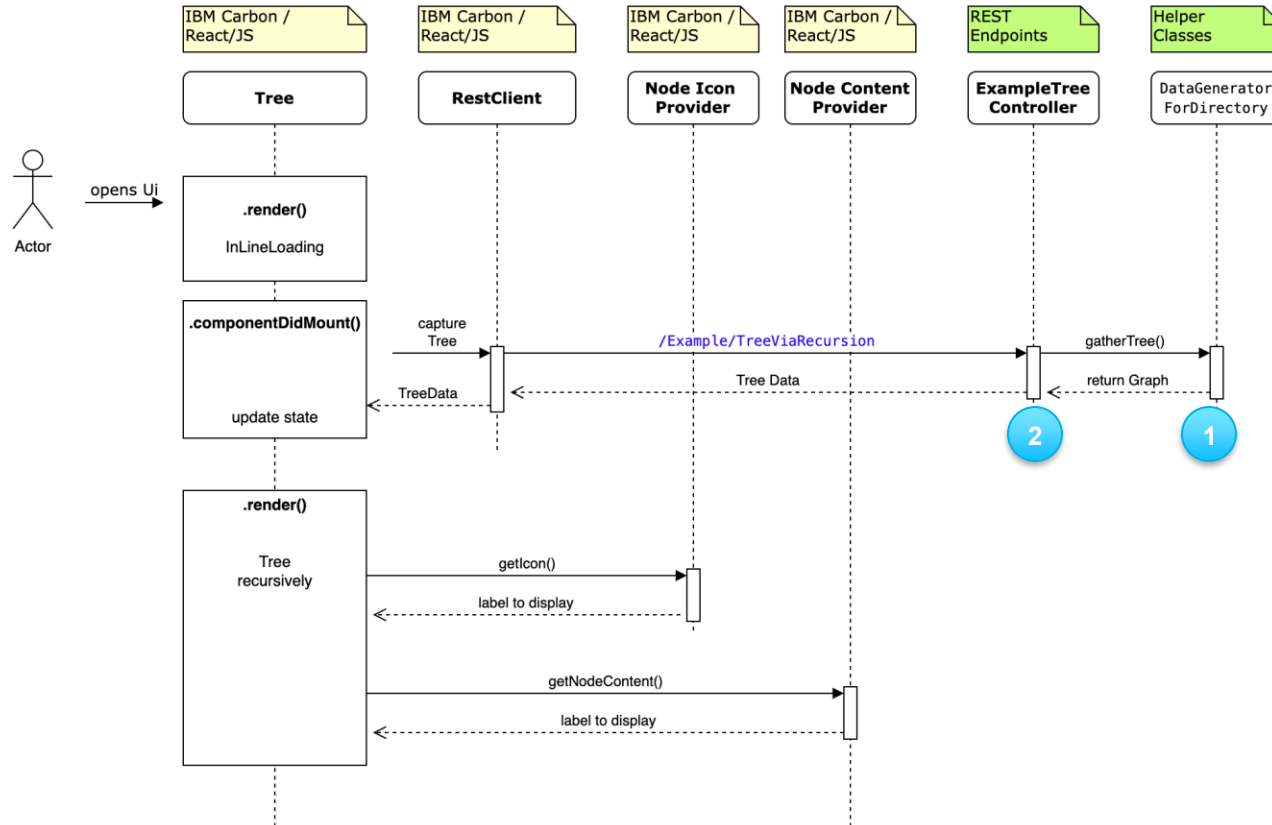 IBM Carbon /
React/JS
IBM Carbon /
React/JS
IBM Carbon /
React/JS
IBM Carbon /
React/JS
REST
Endpoints
Helper
Classes
Tree
RestClient
Node Icon
Provider
Node Content
Provider
ExampleTree
Controller
DataGenerator
ForDirectory
opens Ui
Actor
.render()
InLineLoading
.componentDidMount()
update state
capture
Tree
/Example/TreeViaRecursion
gatherTree()
TreeData
Tree Data
return Graph
2
1
.render()
Tree
recursively
getIcon()
label to display
getNodeContent()
label to display